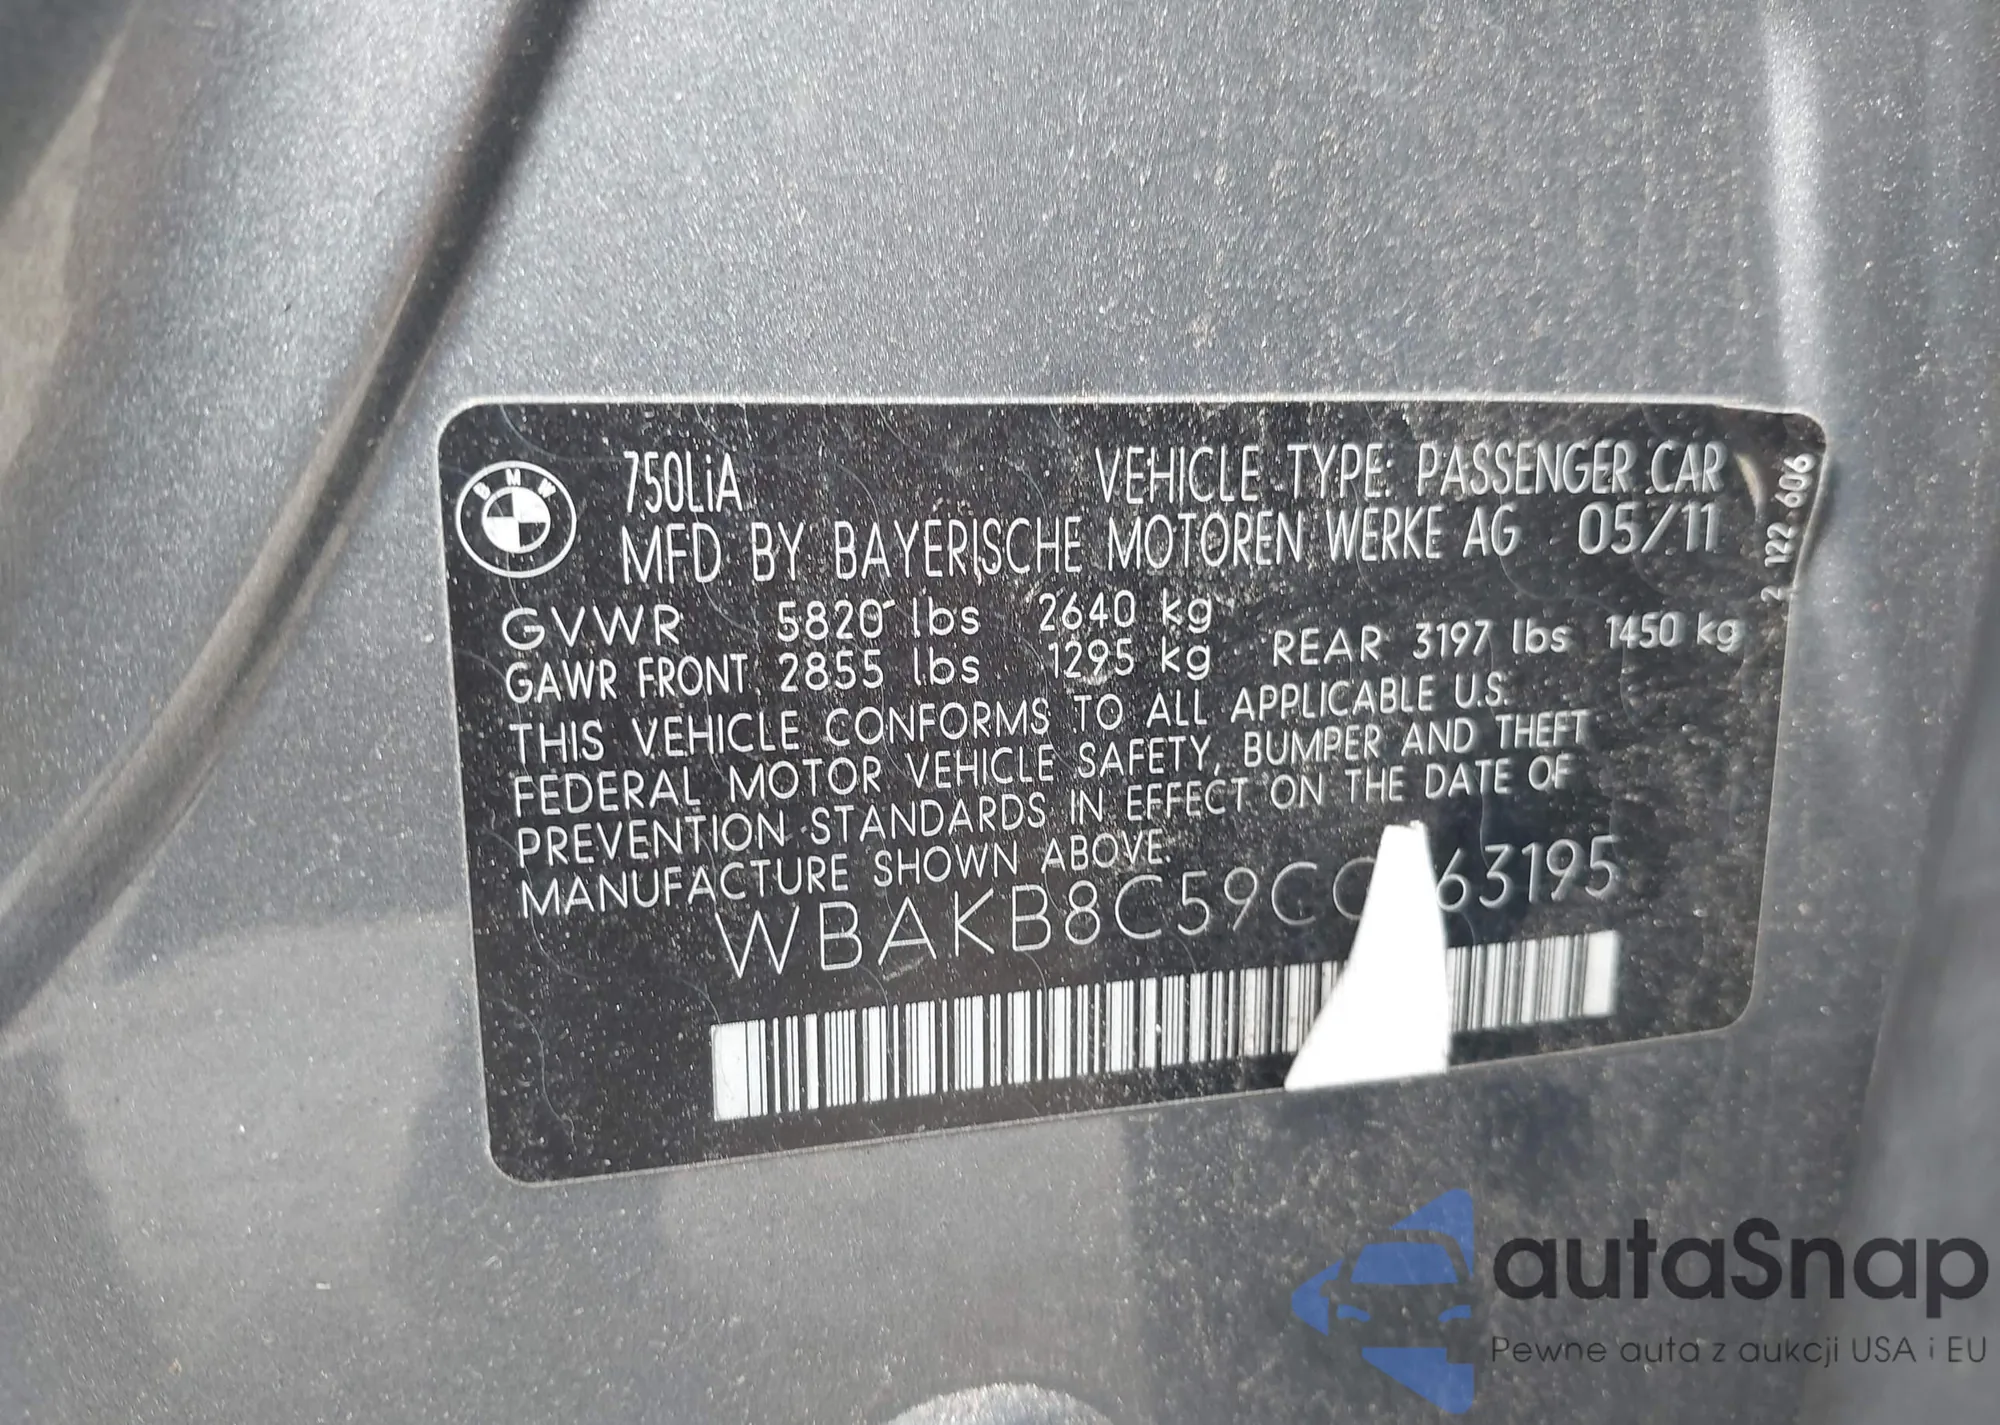 BMW
750LiA
VEHICLE TYPE: PASSENGER CAR
MFD. BY BAYERISCHE MOTOREN WERKE AG 05/11
2 122 606
GVWR 5820 lbs 2640 kg
GAWR FRONT 2855 lbs 1295 kg REAR 3197 lbs 1450 kg
THIS VEHICLE CONFORMS TO ALL APPLICABLE U.S.
FEDERAL MOTOR VEHICLE SAFETY, BUMPER AND THEFT
PREVENTION STANDARDS IN EFFECT ON THE DATE OF
MANUFACTURE SHOWN ABOVE.
autaSnap
Pewne auta z aukcji USA i EU